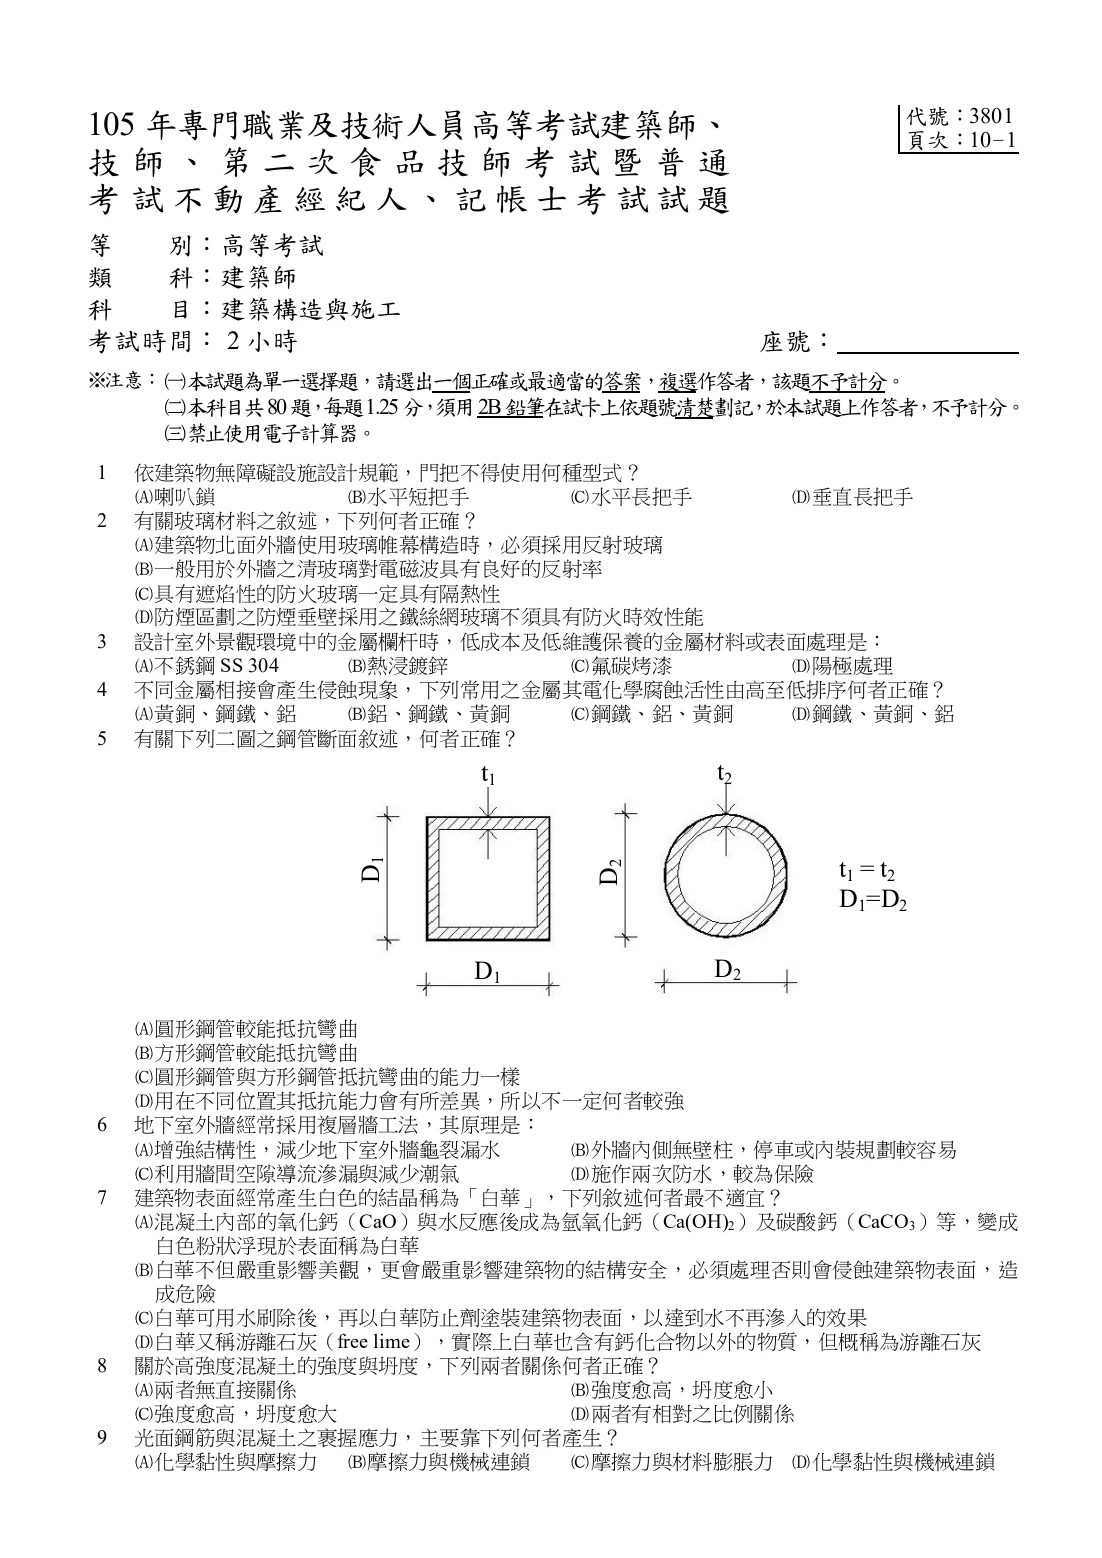 105 年專門職業及技術人員高等考試建築師、
技師、第二次食品技師考試暨普通
考試不動產經紀人、記帳士考試試題
代號：3801
頁次：10-1
等 別：高等考試
類 科：建築師
科 目：建築構造與施工
考試時間： 2 小時
座號：
※注意：㈠本試題為單一選擇題，請選出一個正確或最適當的答案，複選作答者，該題不予計分。
㈡本科目共 80 題，每題 1.25 分，須用 2B 鉛筆在試卡上依題號清楚劃記，於本試題上作答者，不予計分。
㈢禁止使用電子計算器。
1 依建築物無障礙設施設計規範，門把不得使用何種型式？
(A)喇叭鎖 (B)水平短把手 (C)水平長把手 (D)垂直長把手
2 有關玻璃材料之敘述，下列何者正確？
(A)建築物北面外牆使用玻璃帷幕構造時，必須採用反射玻璃
(B)一般用於外牆之清玻璃對電磁波具有良好的反射率
(C)具有遮焰性的防火玻璃一定具有隔熱性
(D)防煙區劃之防煙垂壁採用之鐵絲網玻璃不須具有防火時效性能
3 設計室外景觀環境中的金屬欄杆時，低成本及低維護保養的金屬材料或表面處理是：
(A)不銹鋼 SS 304 (B)熱浸鍍鋅 (C)氟碳烤漆 (D)陽極處理
4 不同金屬相接會產生侵蝕現象，下列常用之金屬其電化學腐蝕活性由高至低排序何者正確？
(A)黃銅、鋼鐵、鋁 (B)鋁、鋼鐵、黃銅 (C)鋼鐵、鋁、黃銅 (D)鋼鐵、黃銅、鋁
5 有關下列二圖之鋼管斷面敘述，何者正確？
t1 t2
D1 D2
t1 = t2
D1=D2
D1 D2
(A)圓形鋼管較能抵抗彎曲
(B)方形鋼管較能抵抗彎曲
(C)圓形鋼管與方形鋼管抵抗彎曲的能力一樣
(D)用在不同位置其抵抗能力會有所差異，所以不一定何者較強
6 地下室外牆經常採用複層牆工法，其原理是：
(A)增強結構性，減少地下室外牆龜裂漏水 (B)外牆內側無壁柱，停車或內裝規劃較容易
(C)利用牆間空隙導流滲漏與減少潮氣 (D)施作兩次防水，較為保險
7 建築物表面經常產生白色的結晶稱為「白華」，下列敘述何者最不適宜？
(A)混凝土內部的氧化鈣（CaO）與水反應後成為氫氧化鈣（Ca(OH)2）及碳酸鈣（CaCO3）等，變成
白色粉狀浮現於表面稱為白華
(B)白華不但嚴重影響美觀，更會嚴重影響建築物的結構安全，必須處理否則會侵蝕建築物表面，造
成危險
(C)白華可用水刷除後，再以白華防止劑塗裝建築物表面，以達到水不再滲入的效果
(D)白華又稱游離石灰（free lime），實際上白華也含有鈣化合物以外的物質，但概稱為游離石灰
8 關於高強度混凝土的強度與坍度，下列兩者關係何者正確？
(A)兩者無直接關係 (B)強度愈高，坍度愈小
(C)強度愈高，坍度愈大 (D)兩者有相對之比例關係
9 光面鋼筋與混凝土之裹握應力，主要靠下列何者產生？
(A)化學黏性與摩擦力 (B)摩擦力與機械連鎖 (C)摩擦力與材料膨脹力 (D)化學黏性與機械連鎖